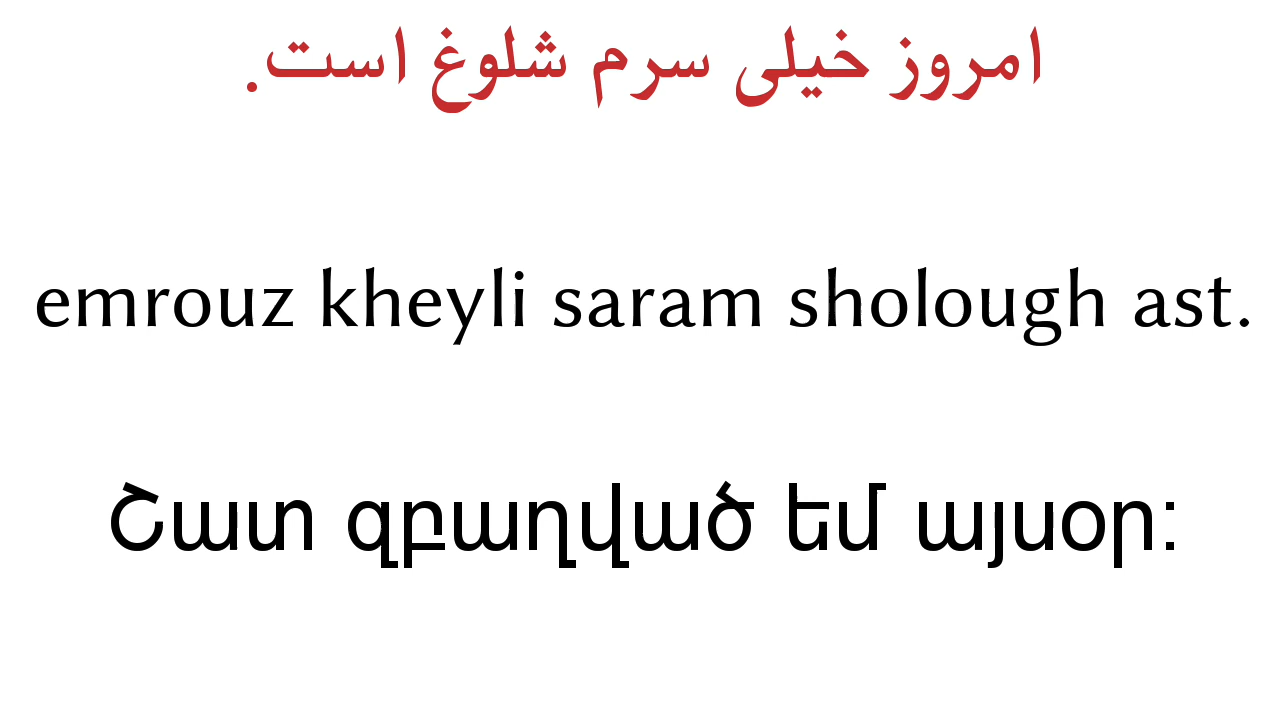 امروز خیلی سرم شلوغ است.
emrouz kheyli saram sholough ast.
Շատ զբաղված եմ այսօր: